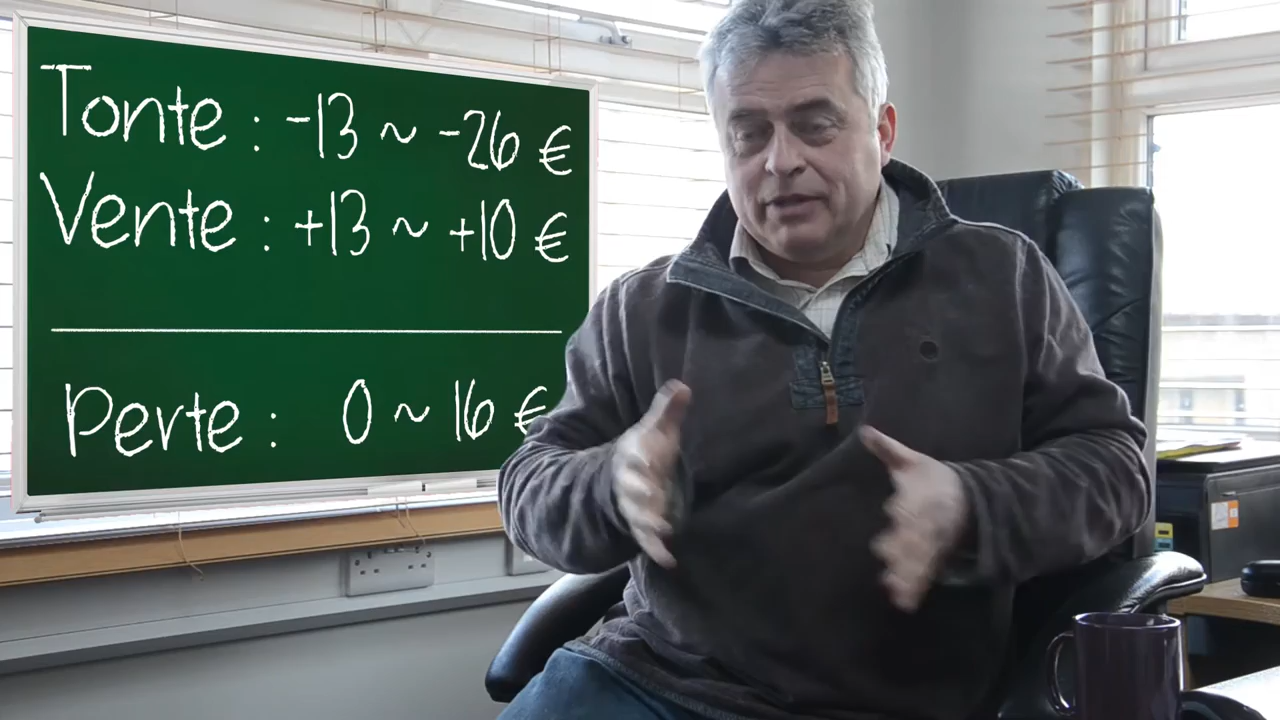 Tonte : -13 ~ -26 €
Vente : +13 ~ +10 €
Perte : 0 ~ 16 €